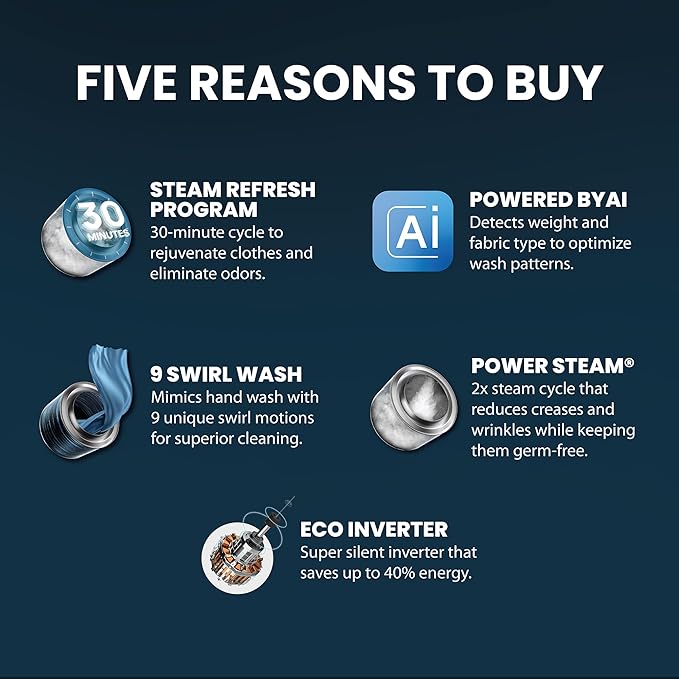 FIVE REASONS TO BUY
30
MINUTES
STEAM REFRESH
PROGRAM
30-minute cycle to
rejuvenate clothes and
eliminate odors.
Ai
POWERED BYAI
Detects weight and
fabric type to optimize
wash patterns.
9 SWIRL WASH
Mimics hand wash with
9 unique swirl motions
for superior cleaning.
POWER STEAM®
2x steam cycle that
reduces creases and
wrinkles while keeping
them germ-free.
ECO INVERTER
Super silent inverter that
saves up to 40% energy.